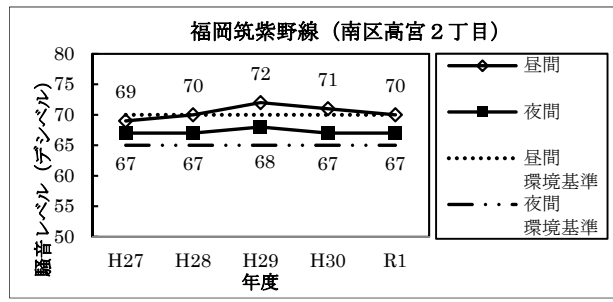 福岡筑紫野線（南区高宮２丁目）
騒音レベル（デシベル）
80
75
70
65
60
55
50
69
70
72
71
70
67
67
68
67
67
H27
H28
H29
H30
R1
年度
昼間
夜間
昼間
環境基準
夜間
環境基準